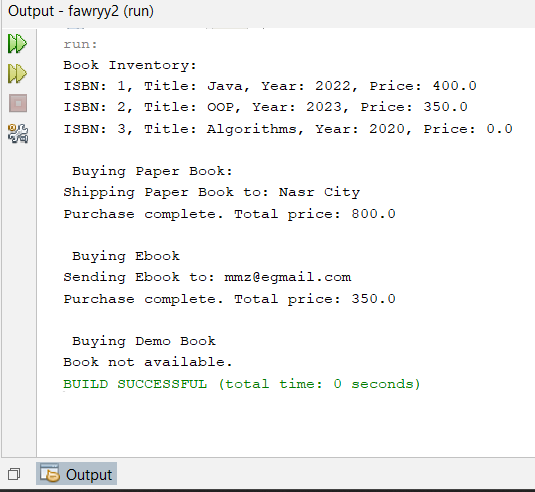 Output - fawryy2 (run)
run:
Book Inventory:
ISBN: 1, Title: Java, Year: 2022, Price: 400.0
ISBN: 2, Title: OOP, Year: 2023, Price: 350.0
ISBN: 3, Title: Algorithms, Year: 2020, Price: 0.0
Buying Paper Book:
Shipping Paper Book to: Nasr City
Purchase complete. Total price: 800.0
Buying Ebook
Sending Ebook to: mmz@egmail.com
Purchase complete. Total price: 350.0
Buying Demo Book
Book not available.
BUILD SUCCESSFUL (total time: 0 seconds)
Output